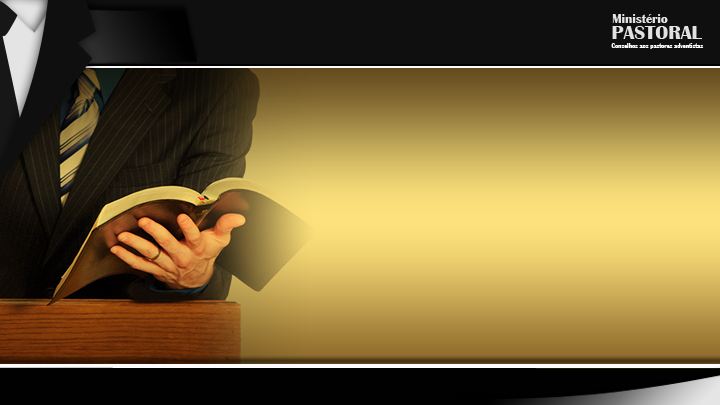 Ministério
PASTORAL
Conselhos aos pastores adventistas